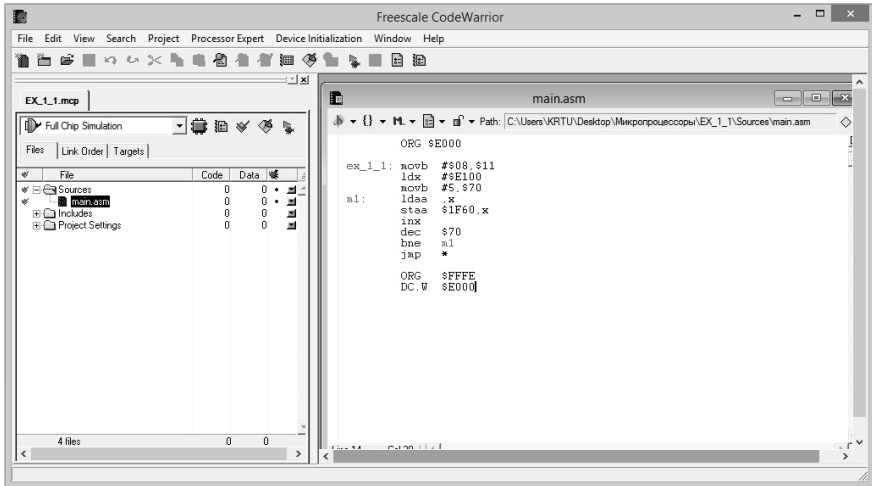 Freescale CodeWarrior
File Edit View Search Project Processor Expert Device Initialization Window Help
EX_1_1.mcp
Full Chip Simulation
Files Link Order Targets
File Code Data
Sources 0 0
main.asm 0 0
Includes 0 0
Project Settings 0 0
4 files 0 0
main.asm
{} M. Path: C:\Users\KRTU\Desktop\Микропроцессоры\EX_1_1\Sources\main.asm
ORG $E000
ex_1_1: movb #$08,$11
ldx #$E100
movb #5,$70
m1: ldaa ,x
staa $1F60,x
inx
dec $70
bne m1
jmp *
ORG $FFFE
DC.W $E000